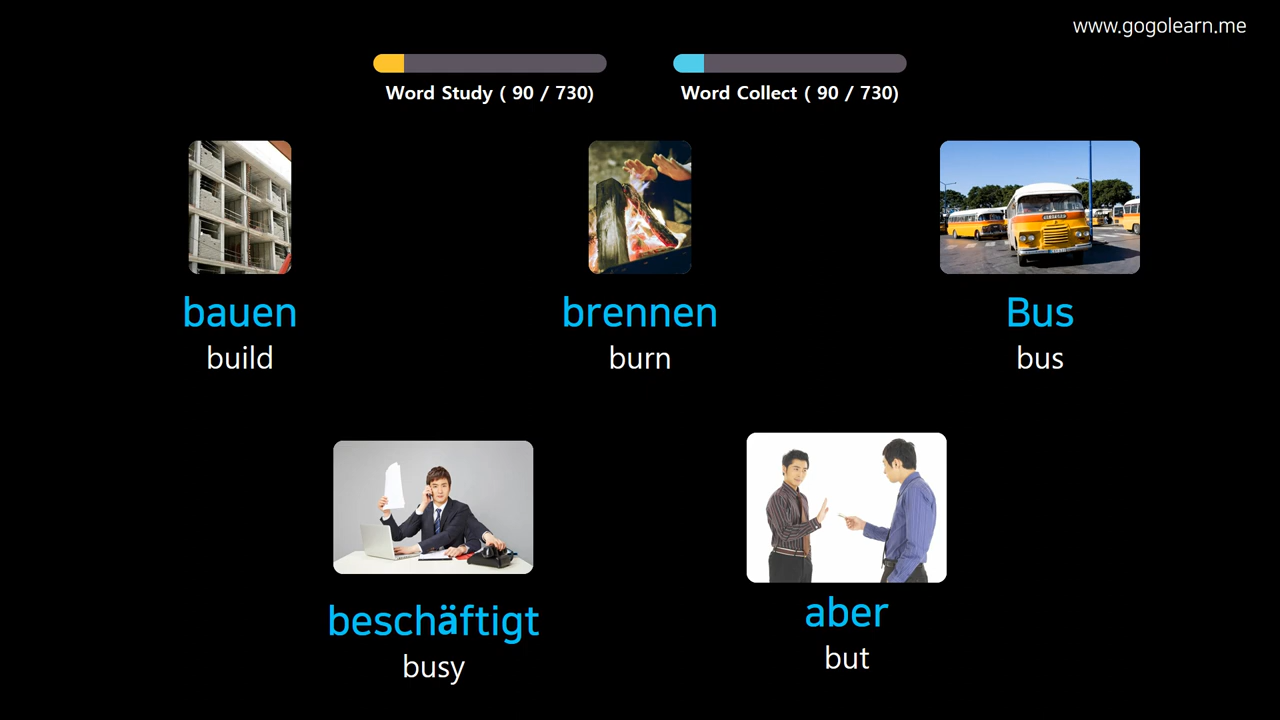 www.gogolearn.me
Word Study ( 90 / 730)
Word Collect ( 90 / 730)
bauen
build
brennen
burn
Bus
bus
beschäftigt
busy
aber
but